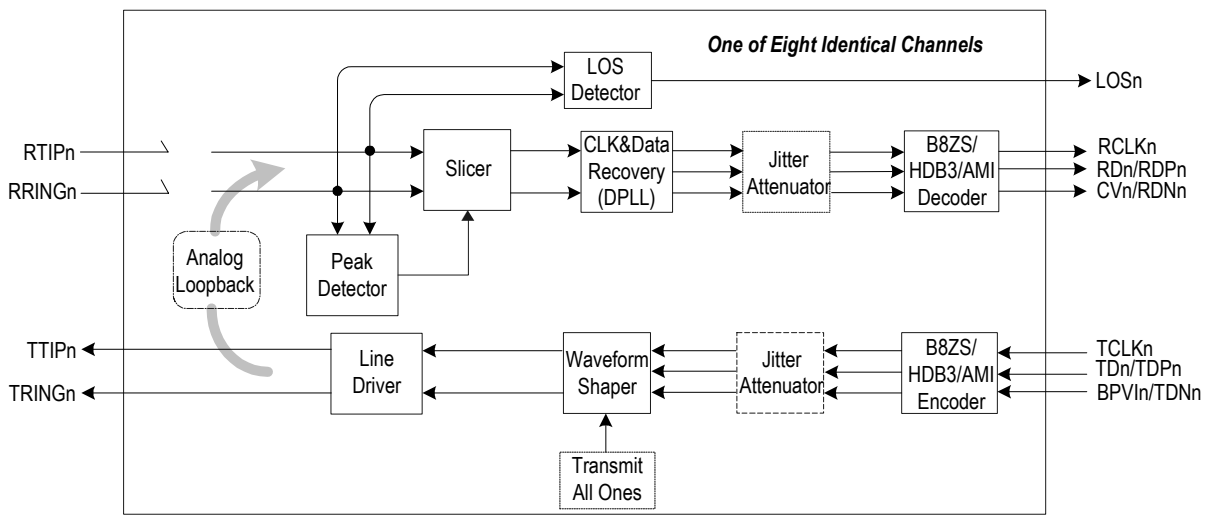 One of Eight Identical Channels
LOS
Detector
LOSn
RTIPn
RRINGn
Slicer
CLK&Data
Recovery
(DPLL)
Jitter
Attenuator
B8ZS/
HDB3/AMI
Decoder
RCLKn
RDn/RDPn
CVn/RDNn
Analog
Loopback
Peak
Detector
TTIPn
TRINGn
Line
Driver
Waveform
Shaper
Jitter
Attenuator
B8ZS/
HDB3/AMI
Encoder
TCLKn
TDn/TDPn
BPVIn/TDNn
Transmit
All Ones